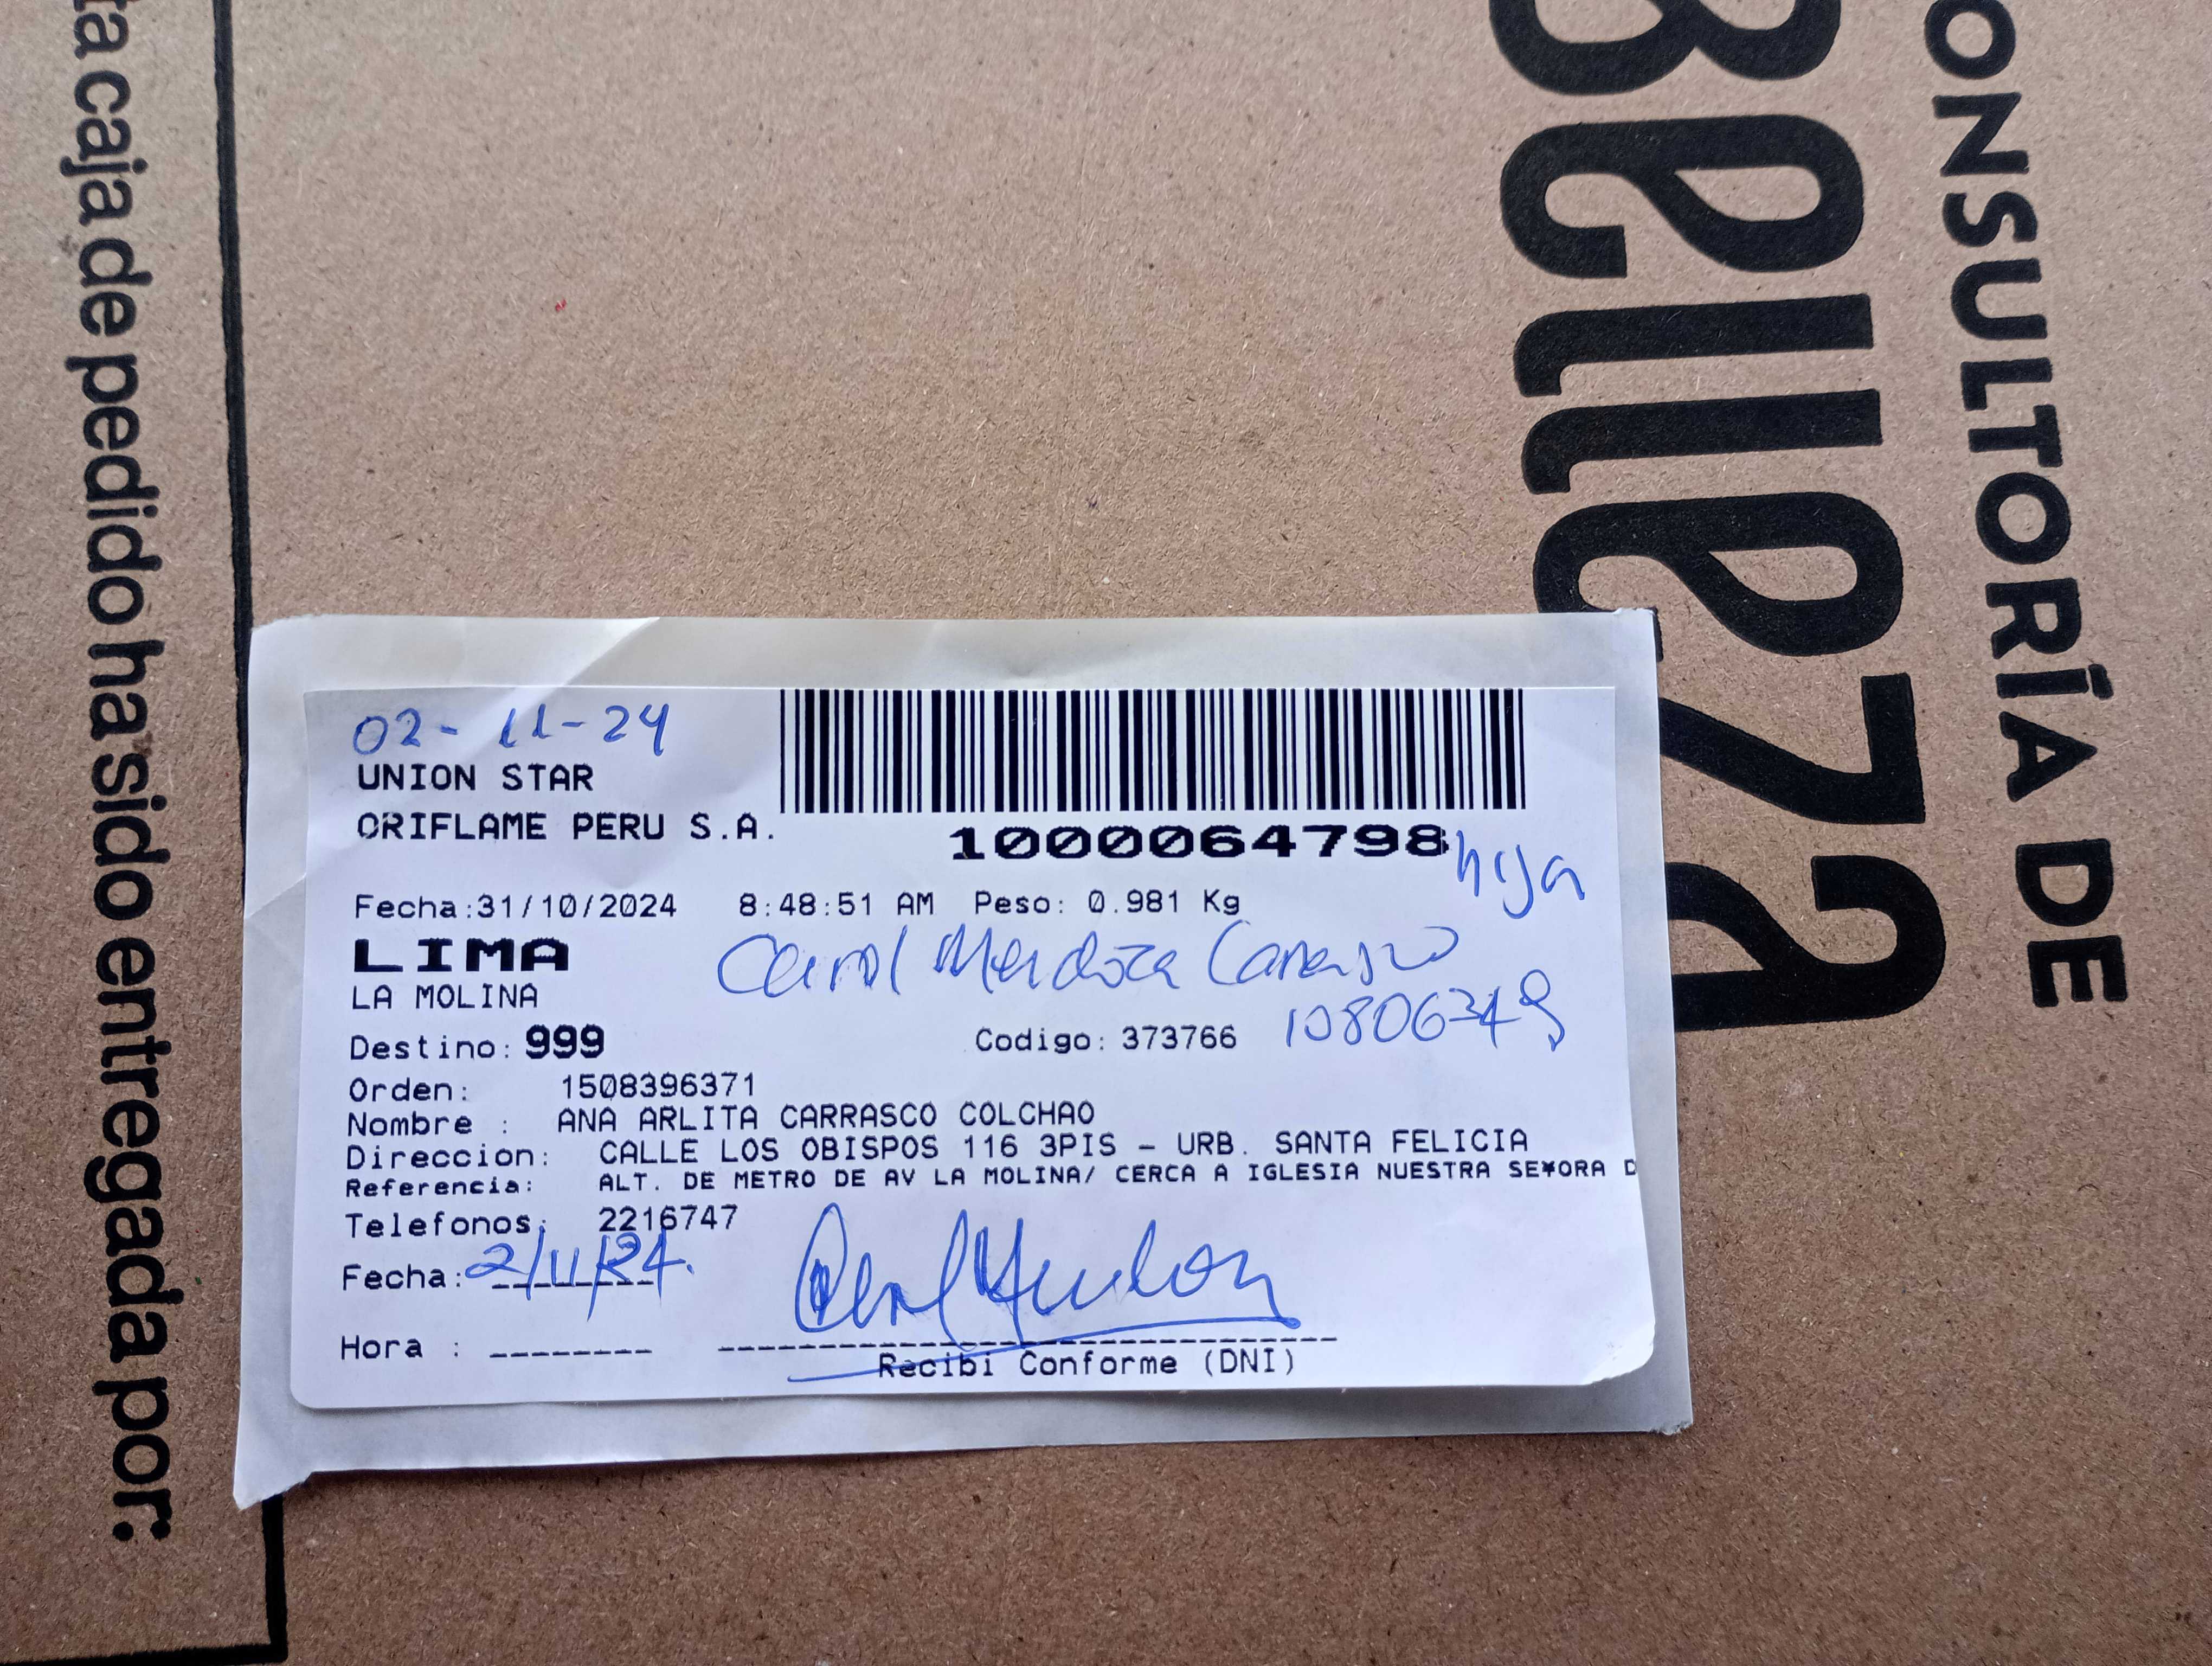 ta caja de pedido ha sido entregada por:
CONSULTORÍA DE
Belleza
02-11-24
UNION STAR
ORIFLAME PERU S.A.
1000064798
hija
Fecha:31/10/2024 8:48:51 AM Peso: 0.981 Kg
LIMA
Carol Mendoza Carrasco
LA MOLINA
10806349
Destino: 999 Codigo: 373766
Orden: 1508396371
Nombre : ANA ARLITA CARRASCO COLCHAO
Direccion: CALLE LOS OBISPOS 116 3PIS - URB. SANTA FELICIA
Referencia: ALT. DE METRO DE AV LA MOLINA/ CERCA A IGLESIA NUESTRA SE¥ORA D
Telefonos: 2216747
Fecha: 2/11/24.
Hora : --------
Recibi Conforme (DNI)